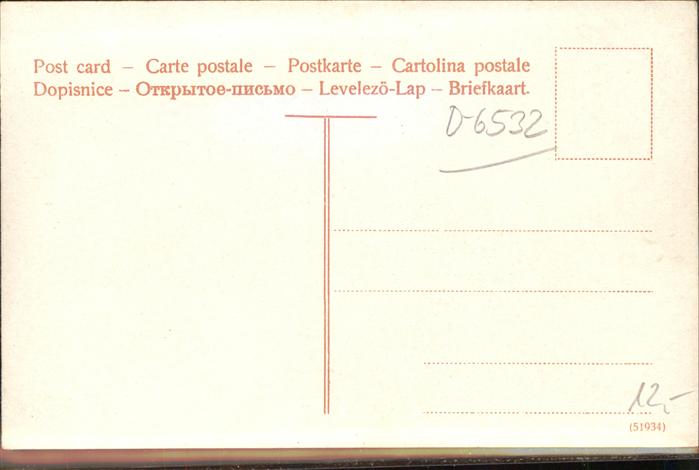 Post card – Carte postale – Postkarte – Cartolina postale
Dopisnice – Открытое-письмо – Levelezö-Lap – Briefkaart.
D-6532
12,-
(51934)